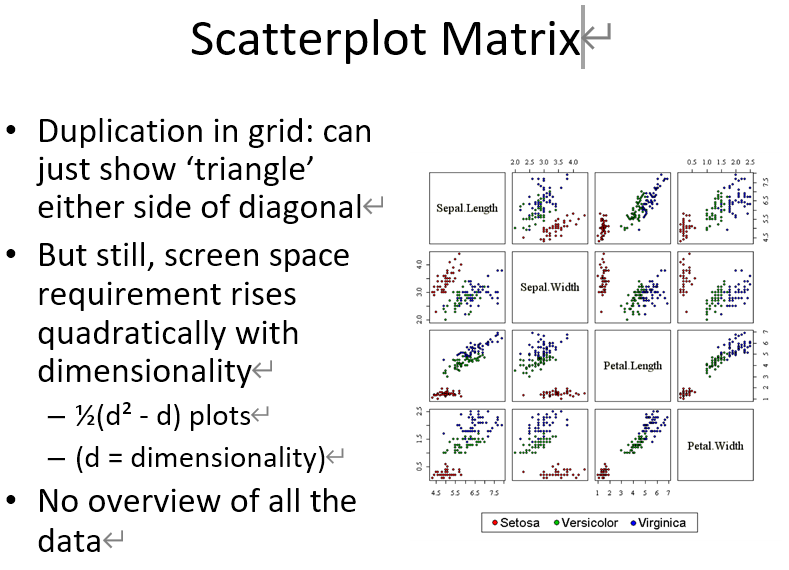 Scatterplot Matrix↵
• Duplication in grid: can
just show ‘triangle’
either side of diagonal↵
• But still, screen space
requirement rises
quadratically with
dimensionality↵
– ½(d² - d) plots↵
– (d = dimensionality)↵
• No overview of all the
data↵
2.0 2.5 3.0 3.5 4.0
0.5 1.0 1.5 2.0 2.5
Sepal.Length
4.5 5.5 6.5 7.5
2.0 3.0 4.0
Sepal.Width
Petal.Length
1 2 3 4 5 6 7
0.5 1.5 2.5
Petal.Width
4.5 5.5 6.5 7.5
1 2 3 4 5 6 7
Setosa Versicolor Virginica